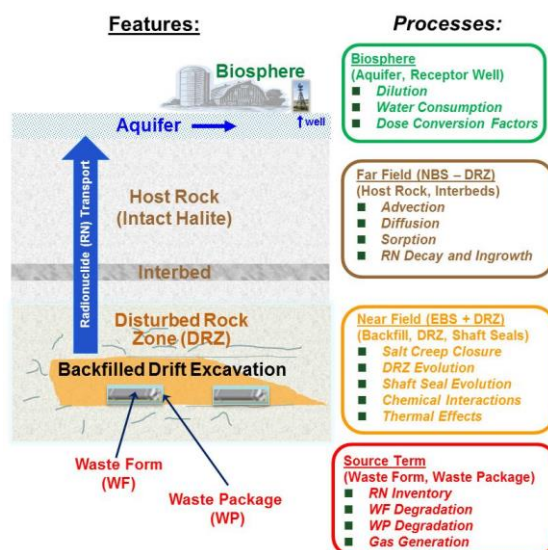 Features:
Processes:
Biosphere
Aquifer
well
Radionuclide (RN) Transport
Host Rock
(Intact Halite)
Interbed
Disturbed Rock
Zone (DRZ)
Backfilled Drift Excavation
Waste Form
(WF)
Waste Package
(WP)
Biosphere
(Aquifer, Receptor Well)
Dilution
Water Consumption
Dose Conversion Factors
Far Field (NBS – DRZ)
(Host Rock, Interbeds)
Advection
Diffusion
Sorption
RN Decay and Ingrowth
Near Field (EBS + DRZ)
(Backfill, DRZ, Shaft Seals)
Salt Creep Closure
DRZ Evolution
Shaft Seal Evolution
Chemical Interactions
Thermal Effects
Source Term
(Waste Form, Waste Package)
RN Inventory
WF Degradation
WP Degradation
Gas Generation